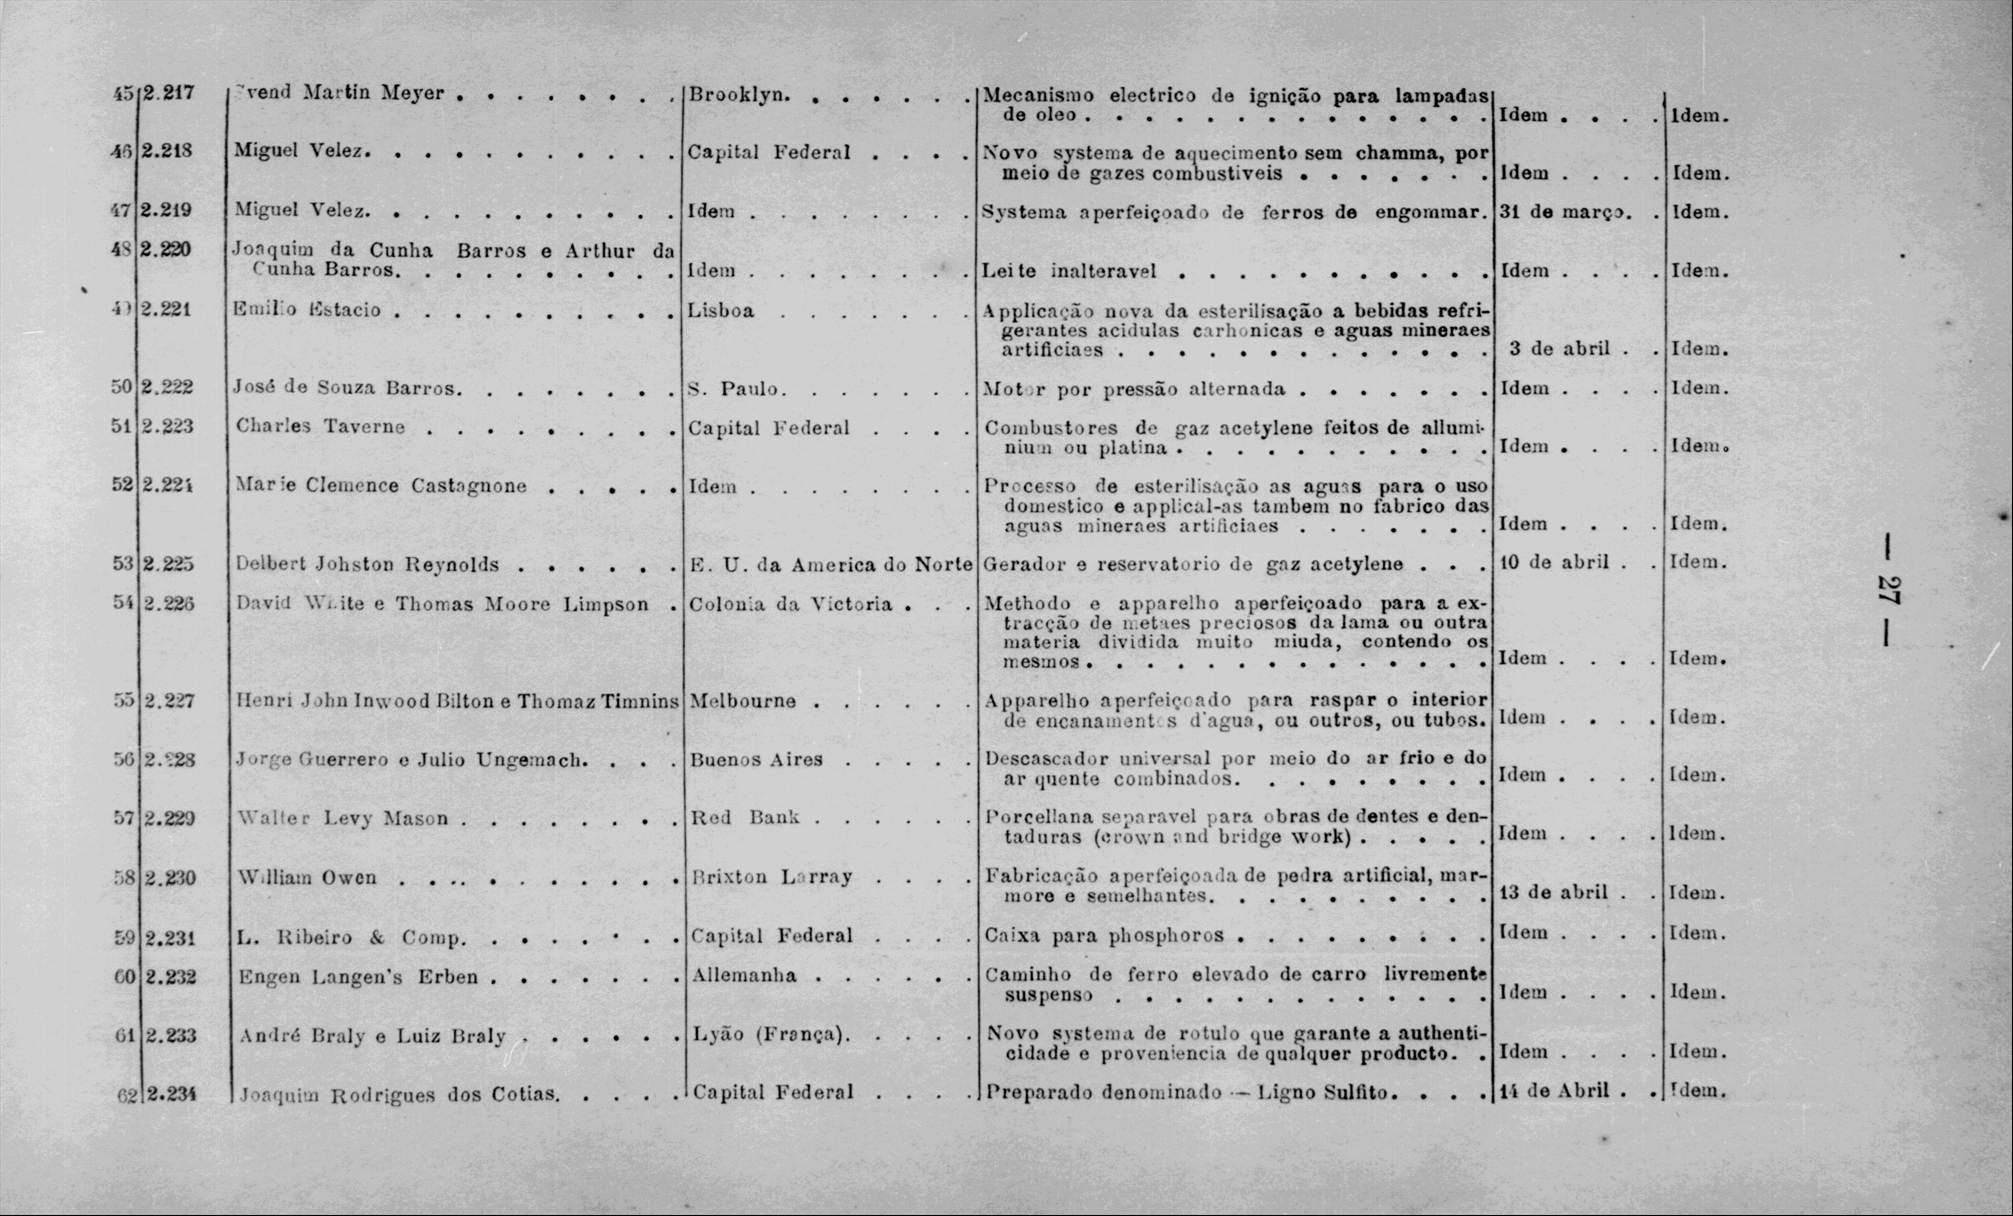 45 2.217 Svend Martin Meyer . . . . . . . . Brooklyn. . . . . . . Mecanismo electrico de ignição para lampadas
de oleo . . . . . . . . . . . . . . Idem . . . . Idem.
46 2.218 Miguel Velez. . . . . . . . . . . Capital Federal . . . . Novo systema de aquecimento sem chamma, por
meio de gazes combustiveis . . . . . . . Idem . . . . Idem.
47 2.219 Miguel Velez. . . . . . . . . . . Idem . . . . . . . . Systema aperfeiçoado de ferros de engommar. 31 de março. . Idem.
48 2.220 Joaquim da Cunha Barros e Arthur da
Cunha Barros. . . . . . . . . . Idem . . . . . . . . Leite inalteravel . . . . . . . . . . . Idem . . . . Idem.
49 2.221 Emilio Estacio . . . . . . . . . . Lisboa . . . . . . . Applicação nova da esterilisação a bebidas refri-
gerantes acidulas carhonicas e aguas mineraes
artificiaes . . . . . . . . . . . . . 3 de abril . . Idem.
50 2.222 José de Souza Barros. . . . . . . . S. Paulo. . . . . . . Motor por pressão alternada . . . . . . . Idem . . . . Idem.
51 2.223 Charles Taverne . . . . . . . . . Capital Federal . . . . Combustores de gaz acetylene feitos de allumi-
nium ou platina . . . . . . . . . . . Idem . . . . Idem.
52 2.224 Marie Clemence Castagnone . . . . . Idem . . . . . . . . Processo de esterilisação as aguas para o uso
domestico e applical-as tambem no fabrico das
aguas mineraes artificiaes . . . . . . . Idem . . . . Idem.
53 2.225 Delbert Johston Reynolds . . . . . . E. U. da America do Norte Gerador e reservatorio de gaz acetylene . . . 10 de abril . . Idem.
54 2.226 David White e Thomas Moore Limpson . Colonia da Victoria . . . Methodo e apparelho aperfeiçoado para a ex-
tracção de metaes preciosos da lama ou outra
materia dividida muito miuda, contendo os
mesmos . . . . . . . . . . . . . . Idem . . . . Idem.
55 2.227 Henri John Inwood Bilton e Thomaz Timnins Melbourne . . . . . . Apparelho aperfeiçoado para raspar o interior
de encanamentos d'agua, ou outros, ou tubos. Idem . . . . Idem.
56 2.228 Jorge Guerrero e Julio Ungemach. . . . Buenos Aires . . . . . Descascador universal por meio do ar frio e do
ar quente combinados. . . . . . . . . Idem . . . . Idem.
57 2.229 Walter Levy Mason . . . . . . . . Red Bank . . . . . . Porcellana separavel para obras de dentes e den-
taduras (crown and bridge work) . . . . . Idem . . . . Idem.
58 2.230 William Owen . . . . . . . . . . Brixton Larray . . . . Fabricação aperfeiçoada de pedra artificial, mar-
more e semelhantes. . . . . . . . . . 13 de abril . . Idem.
59 2.231 L. Ribeiro & Comp. . . . . . . . Capital Federal . . . . Caixa para phosphoros . . . . . . . . . Idem . . . . Idem.
60 2.232 Engen Langen's Erben . . . . . . . Allemanha . . . . . . Caminho de ferro elevado de carro livremente
suspenso . . . . . . . . . . . . . Idem . . . . Idem.
61 2.233 André Braly e Luiz Braly . . . . . . Lyão (França). . . . . Novo systema de rotulo que garante a authenti-
cidade e proveniencia de qualquer producto. . Idem . . . . Idem.
62 2.234 Joaquim Rodrigues dos Cotias. . . . . Capital Federal . . . . Preparado denominado — Ligno Sulfito. . . . 14 de Abril . . Idem.
— 27 —